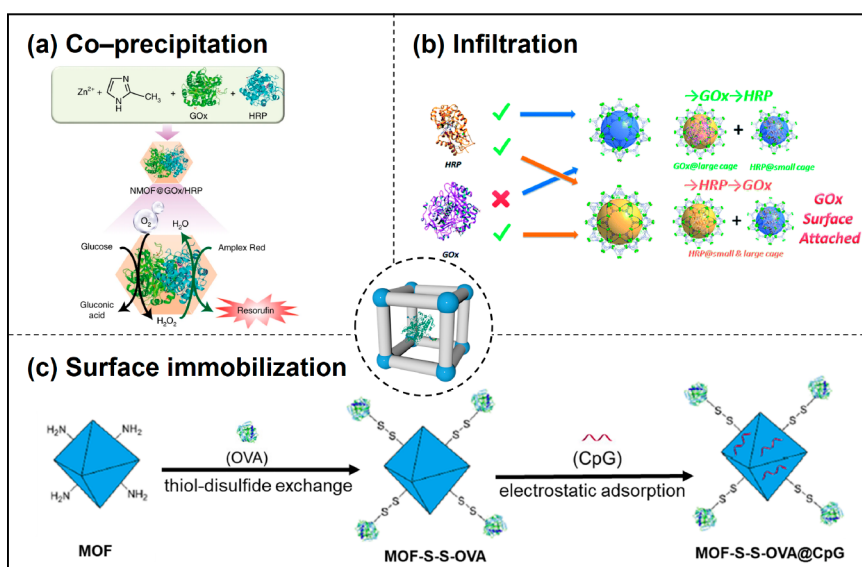 (a) Co–precipitation
Zn²⁺ +
N
N
H
CH₃
+
GOx
+
HRP
NMOF@GOx/HRP
O₂
H₂O
Glucose
Amplex Red
Gluconic
acid
H₂O₂
Resorufin
(b) Infiltration
HRP
GOx
→GOx→HRP
+
GOx@large cage
HRP@small cage
→HRP→GOx
+
HRP@small & large cage
GOx
Surface
Attached
(c) Surface immobilization
H₂N
NH₂
H₂N
NH₂
MOF
(OVA)
thiol-disulfide exchange
S-S
S-S
S-S
S-S
MOF-S-S-OVA
(CpG)
electrostatic adsorption
S-S
S-S
S-S
S-S
MOF-S-S-OVA@CpG